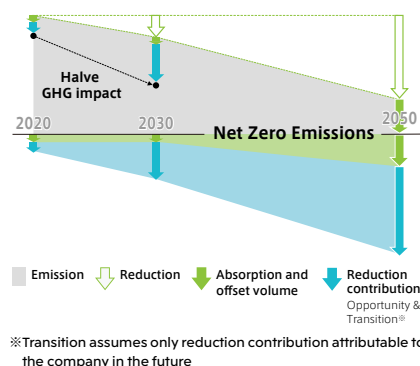 Halve
GHG impact
2020
2030
2050
Net Zero Emissions
Emission
Reduction
Absorption and
offset volume
Reduction
contribution
Opportunity &
Transition※
※Transition assumes only reduction contribution attributable to
the company in the future